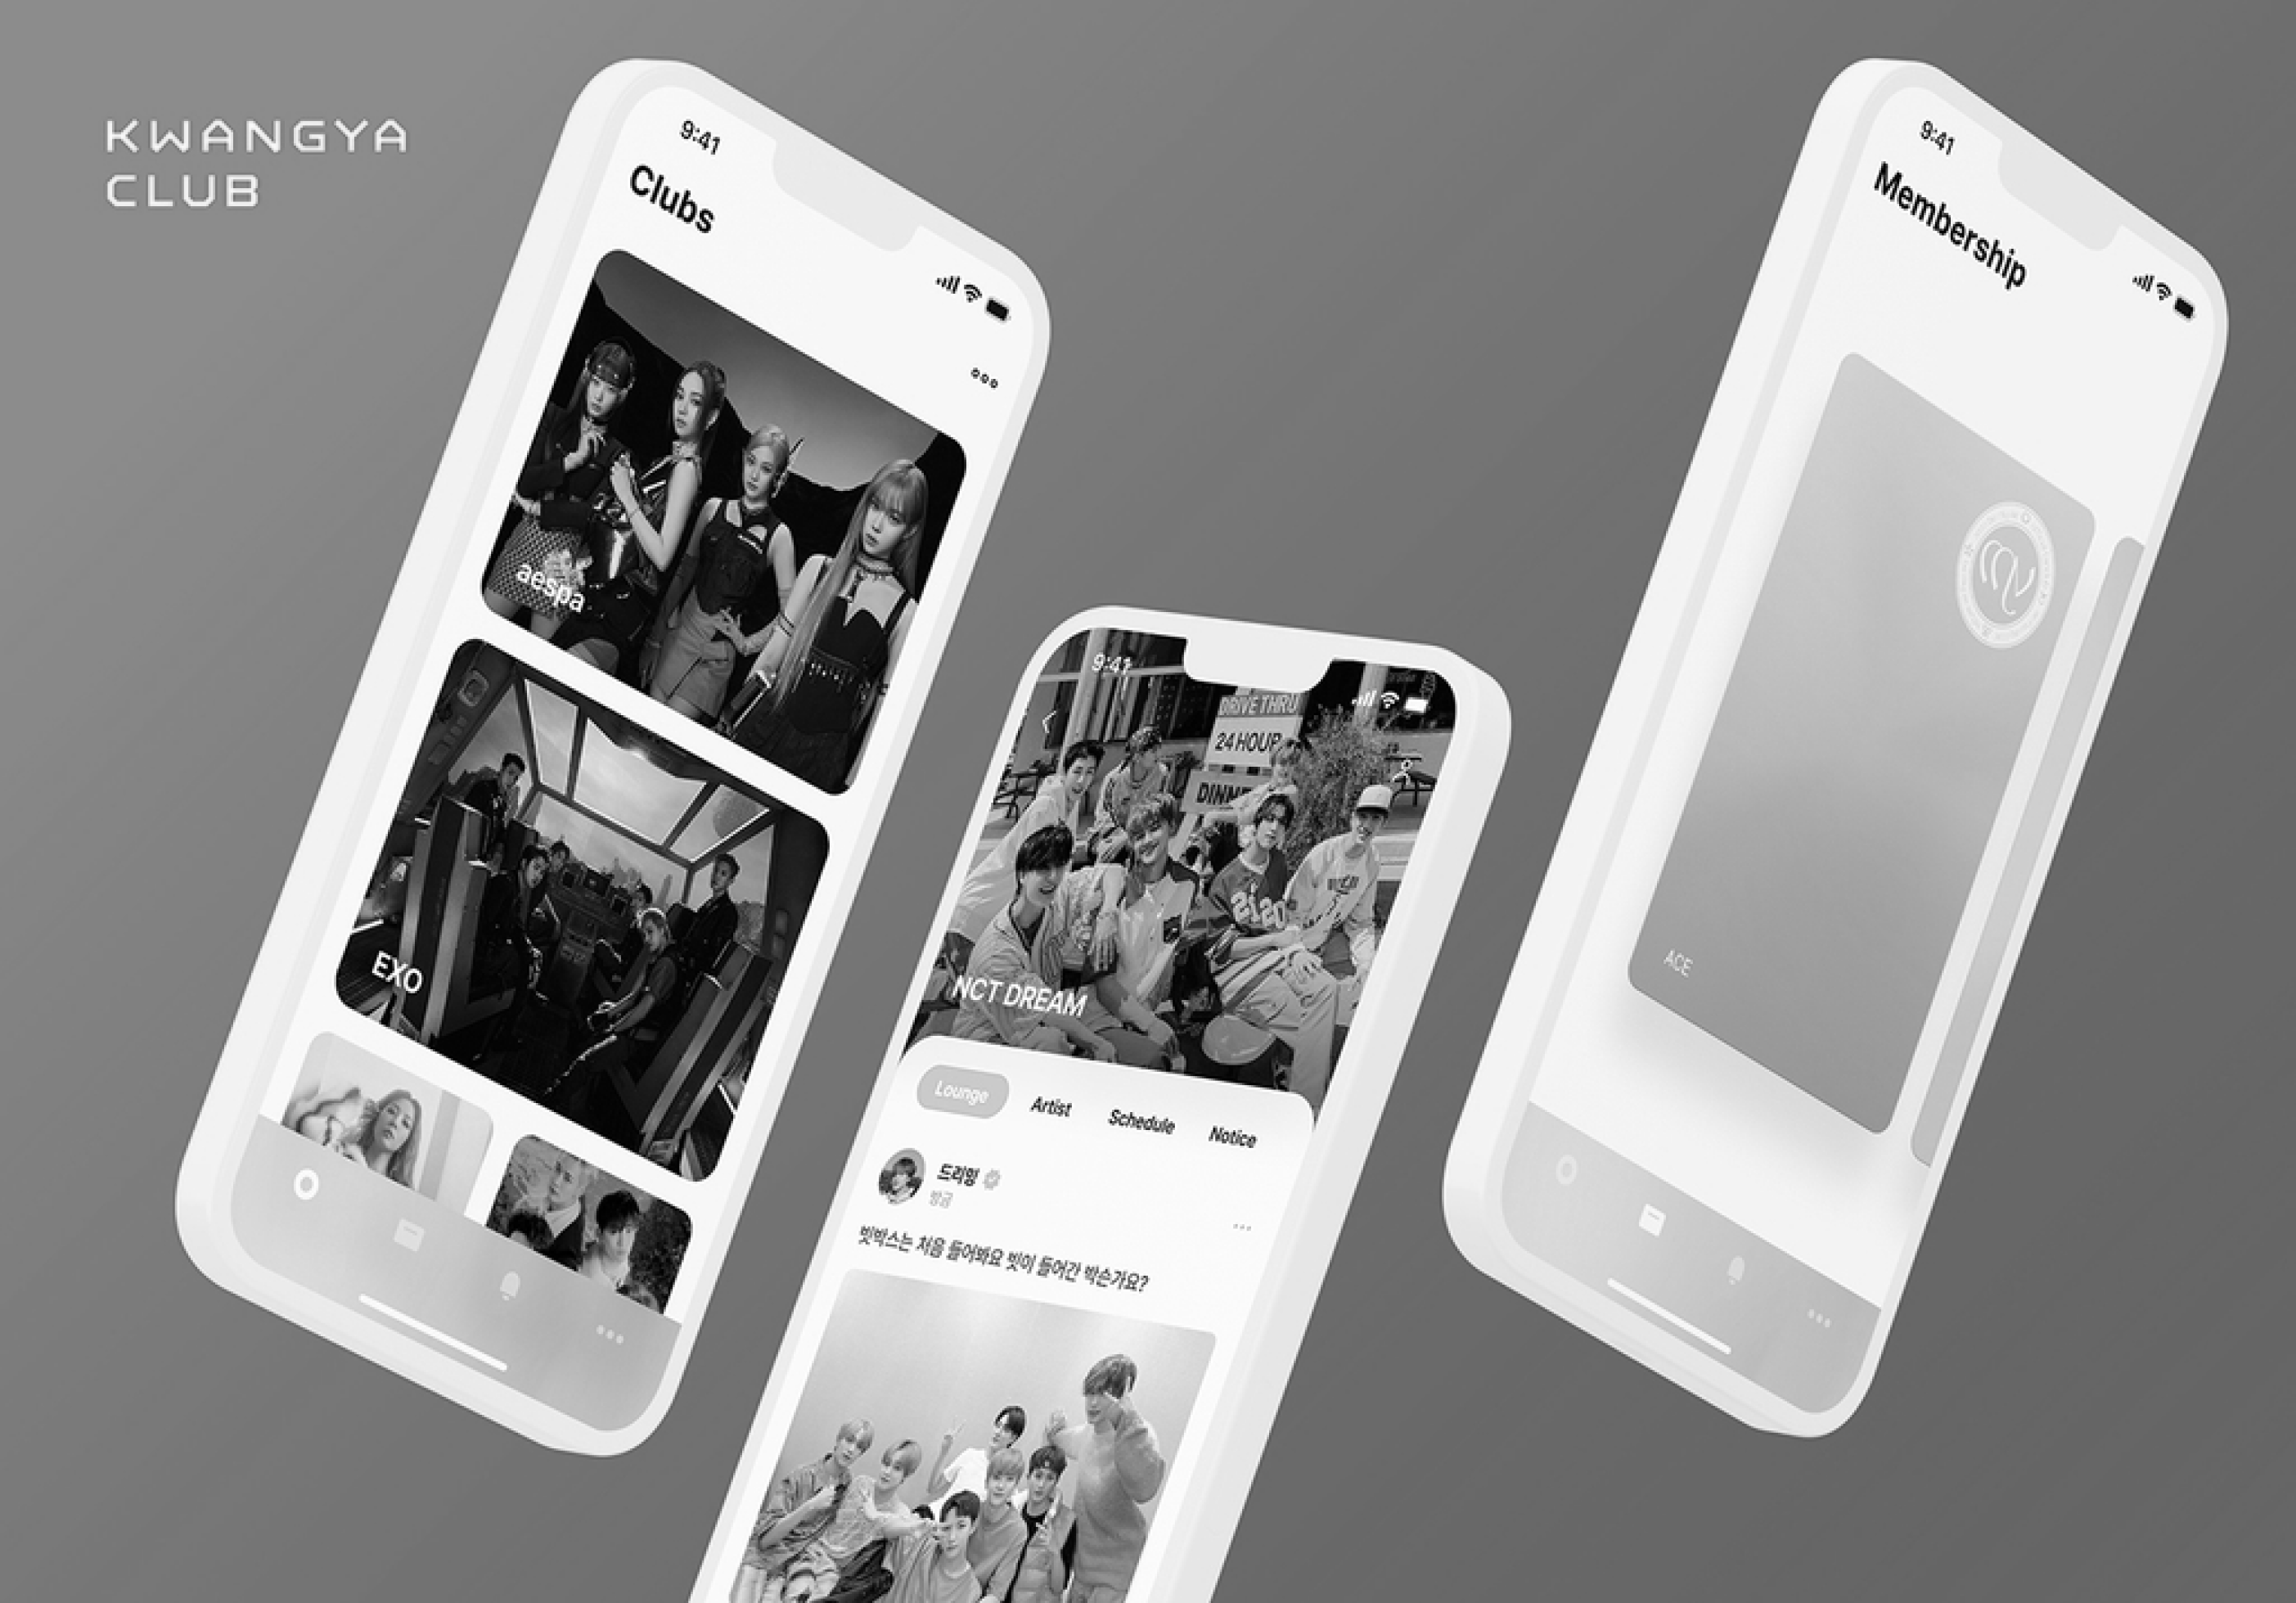 KWANGYA
CLUB
9:41
Clubs
aespa
EXO
9:41
DRIVE THRU
24 HOUR
2120
NCT DREAM
Lounge
Artist
Schedule
Notice
드리밍
방금
빗박스는 처음 들어봐요 빗이 들어간 박슨가요?
9:41
Membership
ACE